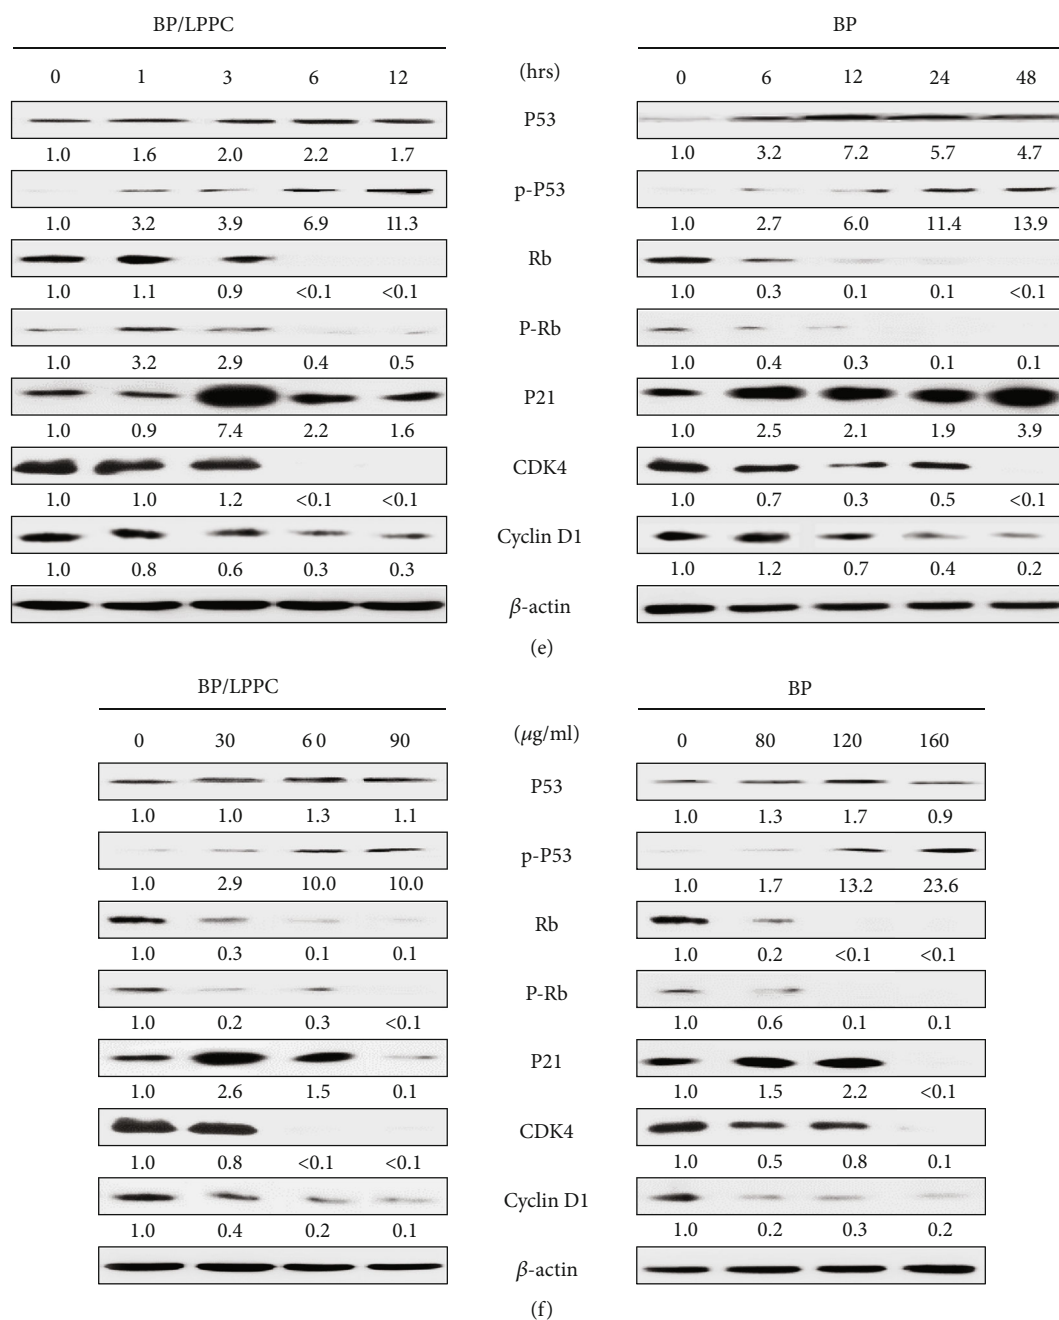 BP/LPPC BP
0 1 3 6 12 (hrs) 0 6 12 24 48
P53
1.0 1.6 2.0 2.2 1.7 1.0 3.2 7.2 5.7 4.7
p-P53
1.0 3.2 3.9 6.9 11.3 1.0 2.7 6.0 11.4 13.9
Rb
1.0 1.1 0.9 <0.1 <0.1 1.0 0.3 0.1 0.1 <0.1
P-Rb
1.0 3.2 2.9 0.4 0.5 1.0 0.4 0.3 0.1 0.1
P21
1.0 0.9 7.4 2.2 1.6 1.0 2.5 2.1 1.9 3.9
CDK4
1.0 1.0 1.2 <0.1 <0.1 1.0 0.7 0.3 0.5 <0.1
Cyclin D1
1.0 0.8 0.6 0.3 0.3 1.0 1.2 0.7 0.4 0.2
β-actin
(e)
BP/LPPC BP
0 30 6 0 90 (μg/ml) 0 80 120 160
P53
1.0 1.0 1.3 1.1 1.0 1.3 1.7 0.9
p-P53
1.0 2.9 10.0 10.0 1.0 1.7 13.2 23.6
Rb
1.0 0.3 0.1 0.1 1.0 0.2 <0.1 <0.1
P-Rb
1.0 0.2 0.3 <0.1 1.0 0.6 0.1 0.1
P21
1.0 2.6 1.5 0.1 1.0 1.5 2.2 <0.1
CDK4
1.0 0.8 <0.1 <0.1 1.0 0.5 0.8 0.1
Cyclin D1
1.0 0.4 0.2 0.1 1.0 0.2 0.3 0.2
β-actin
(f)